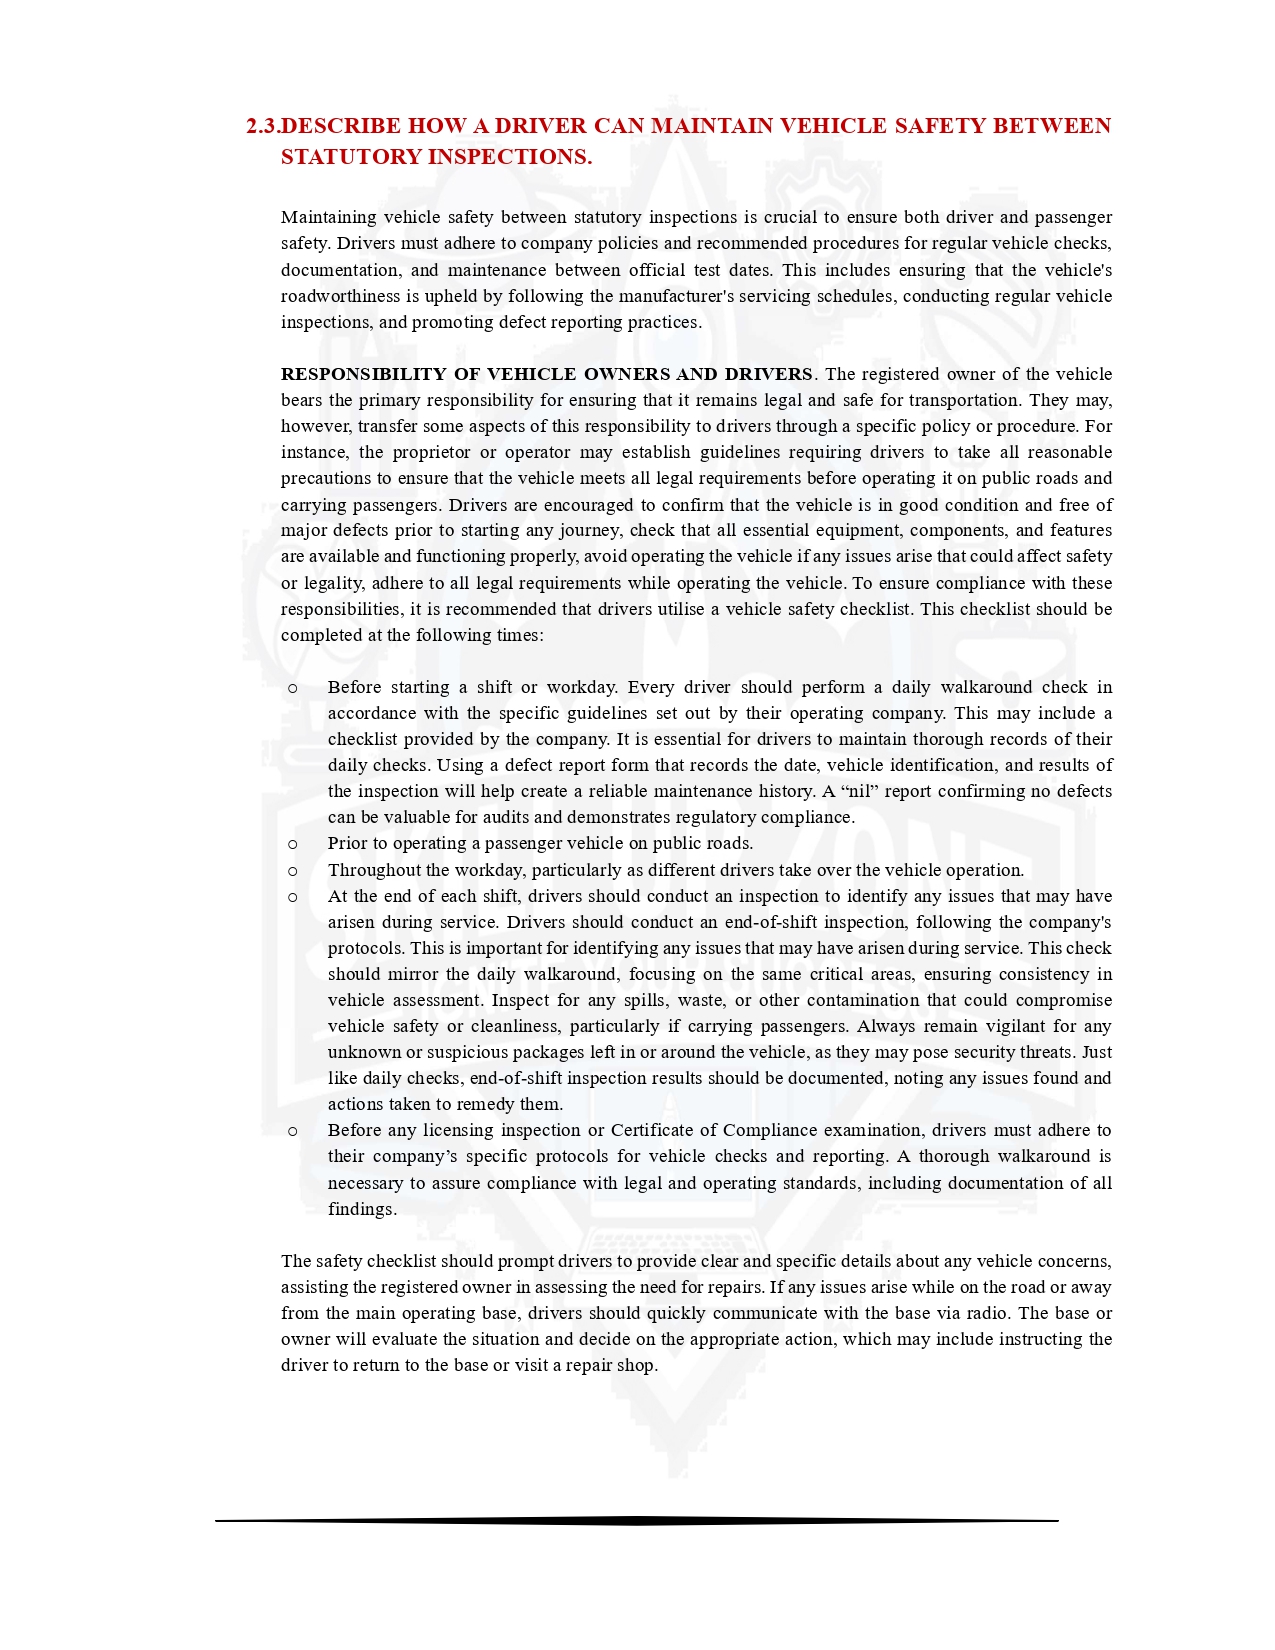 2.3.DESCRIBE HOW A DRIVER CAN MAINTAIN VEHICLE SAFETY BETWEEN
STATUTORY INSPECTIONS.
Maintaining vehicle safety between statutory inspections is crucial to ensure both driver and passenger
safety. Drivers must adhere to company policies and recommended procedures for regular vehicle checks,
documentation, and maintenance between official test dates. This includes ensuring that the vehicle's
roadworthiness is upheld by following the manufacturer's servicing schedules, conducting regular vehicle
inspections, and promoting defect reporting practices.
RESPONSIBILITY OF VEHICLE OWNERS AND DRIVERS. The registered owner of the vehicle
bears the primary responsibility for ensuring that it remains legal and safe for transportation. They may,
however, transfer some aspects of this responsibility to drivers through a specific policy or procedure. For
instance, the proprietor or operator may establish guidelines requiring drivers to take all reasonable
precautions to ensure that the vehicle meets all legal requirements before operating it on public roads and
carrying passengers. Drivers are encouraged to confirm that the vehicle is in good condition and free of
major defects prior to starting any journey, check that all essential equipment, components, and features
are available and functioning properly, avoid operating the vehicle if any issues arise that could affect safety
or legality, adhere to all legal requirements while operating the vehicle. To ensure compliance with these
responsibilities, it is recommended that drivers utilise a vehicle safety checklist. This checklist should be
completed at the following times:
o Before starting a shift or workday. Every driver should perform a daily walkaround check in
accordance with the specific guidelines set out by their operating company. This may include a
checklist provided by the company. It is essential for drivers to maintain thorough records of their
daily checks. Using a defect report form that records the date, vehicle identification, and results of
the inspection will help create a reliable maintenance history. A “nil” report confirming no defects
can be valuable for audits and demonstrates regulatory compliance.
o Prior to operating a passenger vehicle on public roads.
o Throughout the workday, particularly as different drivers take over the vehicle operation.
o At the end of each shift, drivers should conduct an inspection to identify any issues that may have
arisen during service. Drivers should conduct an end-of-shift inspection, following the company's
protocols. This is important for identifying any issues that may have arisen during service. This check
should mirror the daily walkaround, focusing on the same critical areas, ensuring consistency in
vehicle assessment. Inspect for any spills, waste, or other contamination that could compromise
vehicle safety or cleanliness, particularly if carrying passengers. Always remain vigilant for any
unknown or suspicious packages left in or around the vehicle, as they may pose security threats. Just
like daily checks, end-of-shift inspection results should be documented, noting any issues found and
actions taken to remedy them.
o Before any licensing inspection or Certificate of Compliance examination, drivers must adhere to
their company’s specific protocols for vehicle checks and reporting. A thorough walkaround is
necessary to assure compliance with legal and operating standards, including documentation of all
findings.
The safety checklist should prompt drivers to provide clear and specific details about any vehicle concerns,
assisting the registered owner in assessing the need for repairs. If any issues arise while on the road or away
from the main operating base, drivers should quickly communicate with the base via radio. The base or
owner will evaluate the situation and decide on the appropriate action, which may include instructing the
driver to return to the base or visit a repair shop.